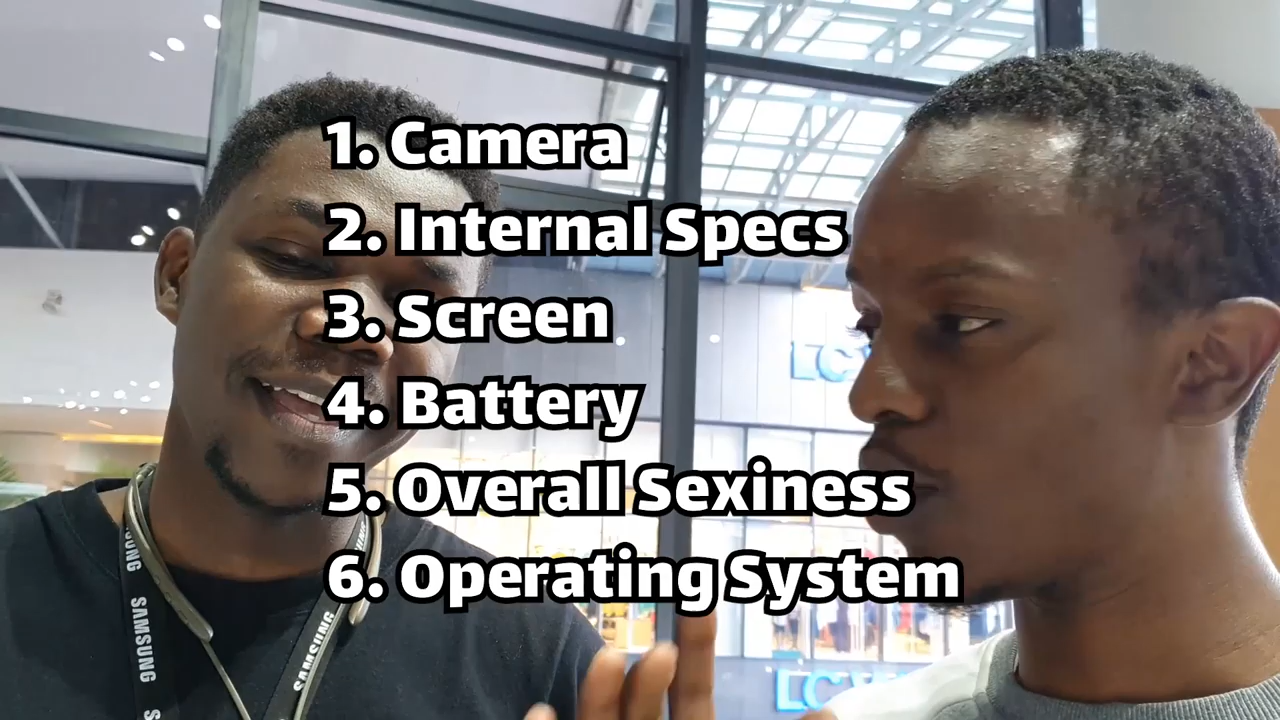 1. Camera
2. Internal Specs
3. Screen
4. Battery
5. Overall Sexiness
6. Operating System
SAMSUNG
SAMSUNG